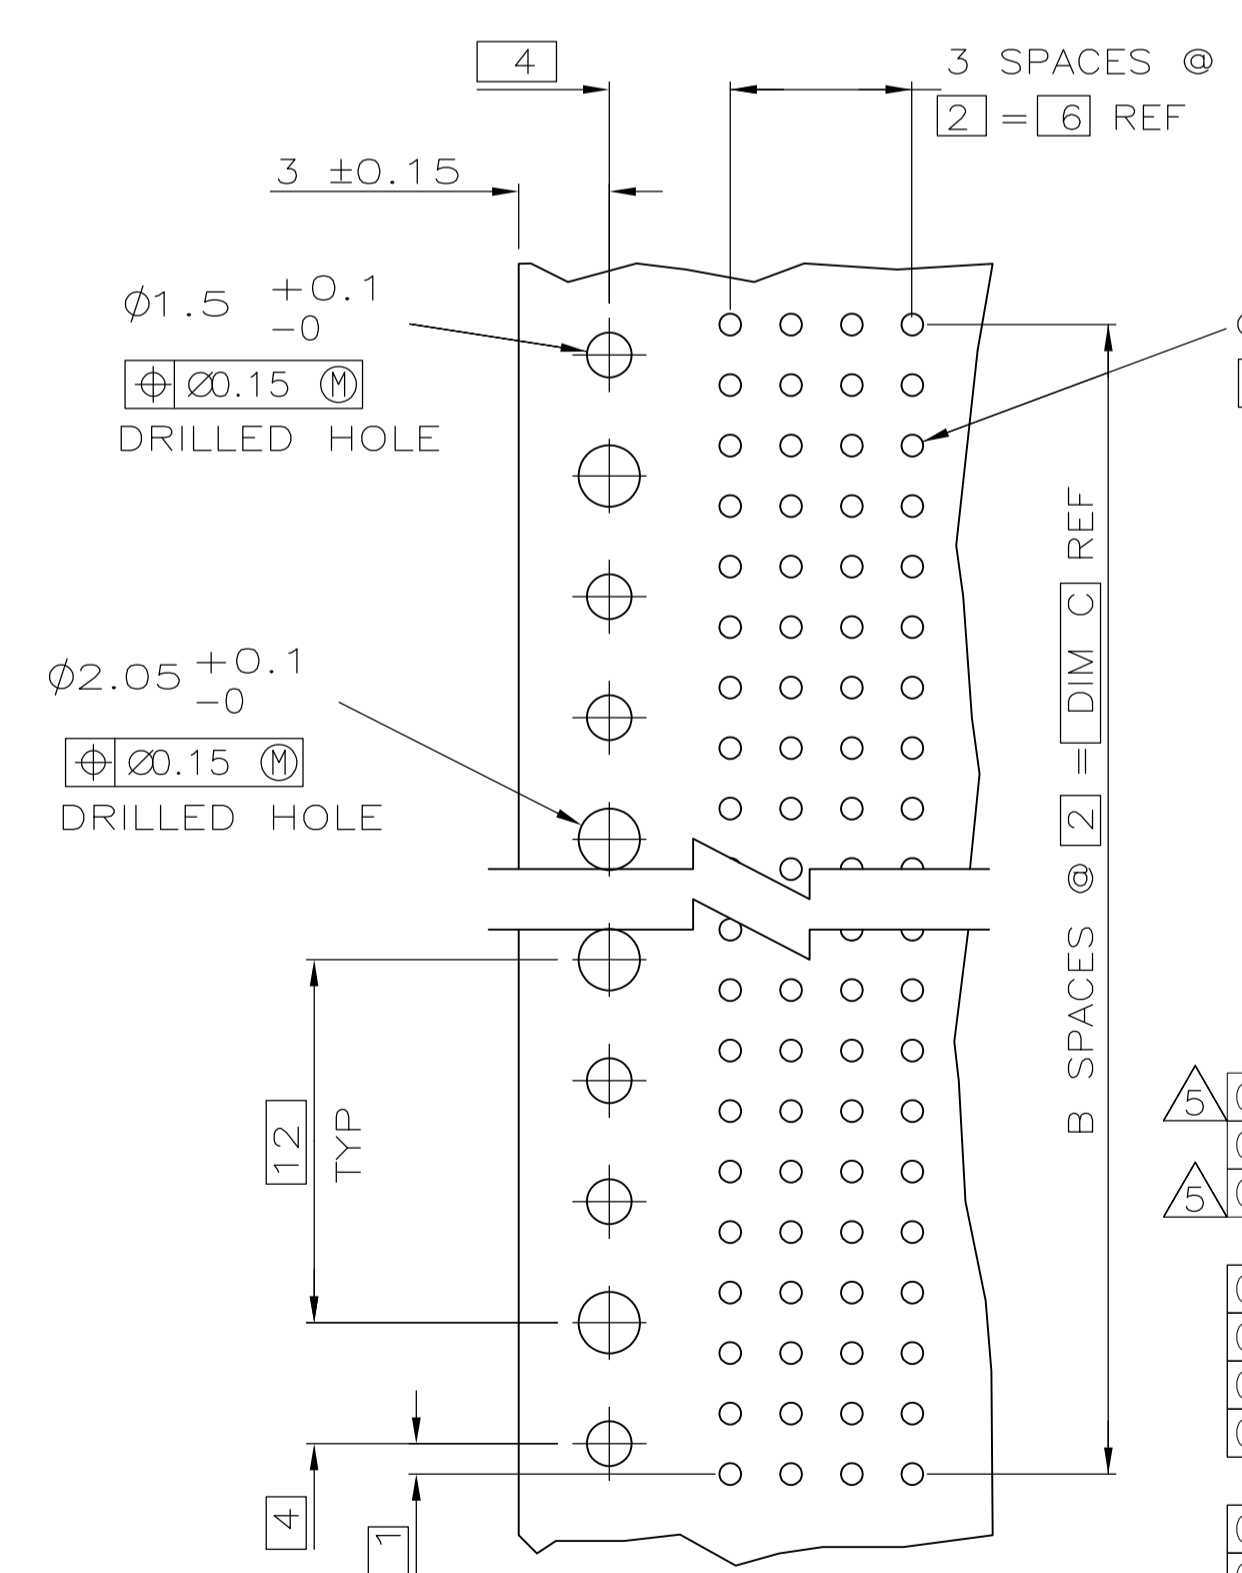 4
3 SPACES @
2 = 6 REF
3 ±0.15
Ø1.5 +0.1
-0
⌖ Ø0.15 Ⓜ
DRILLED HOLE
B SPACES @ 2 = DIM C REF
Ø2.05 +0.1
-0
⌖ Ø0.15 Ⓜ
DRILLED HOLE
12
TYP
5
5
4
1